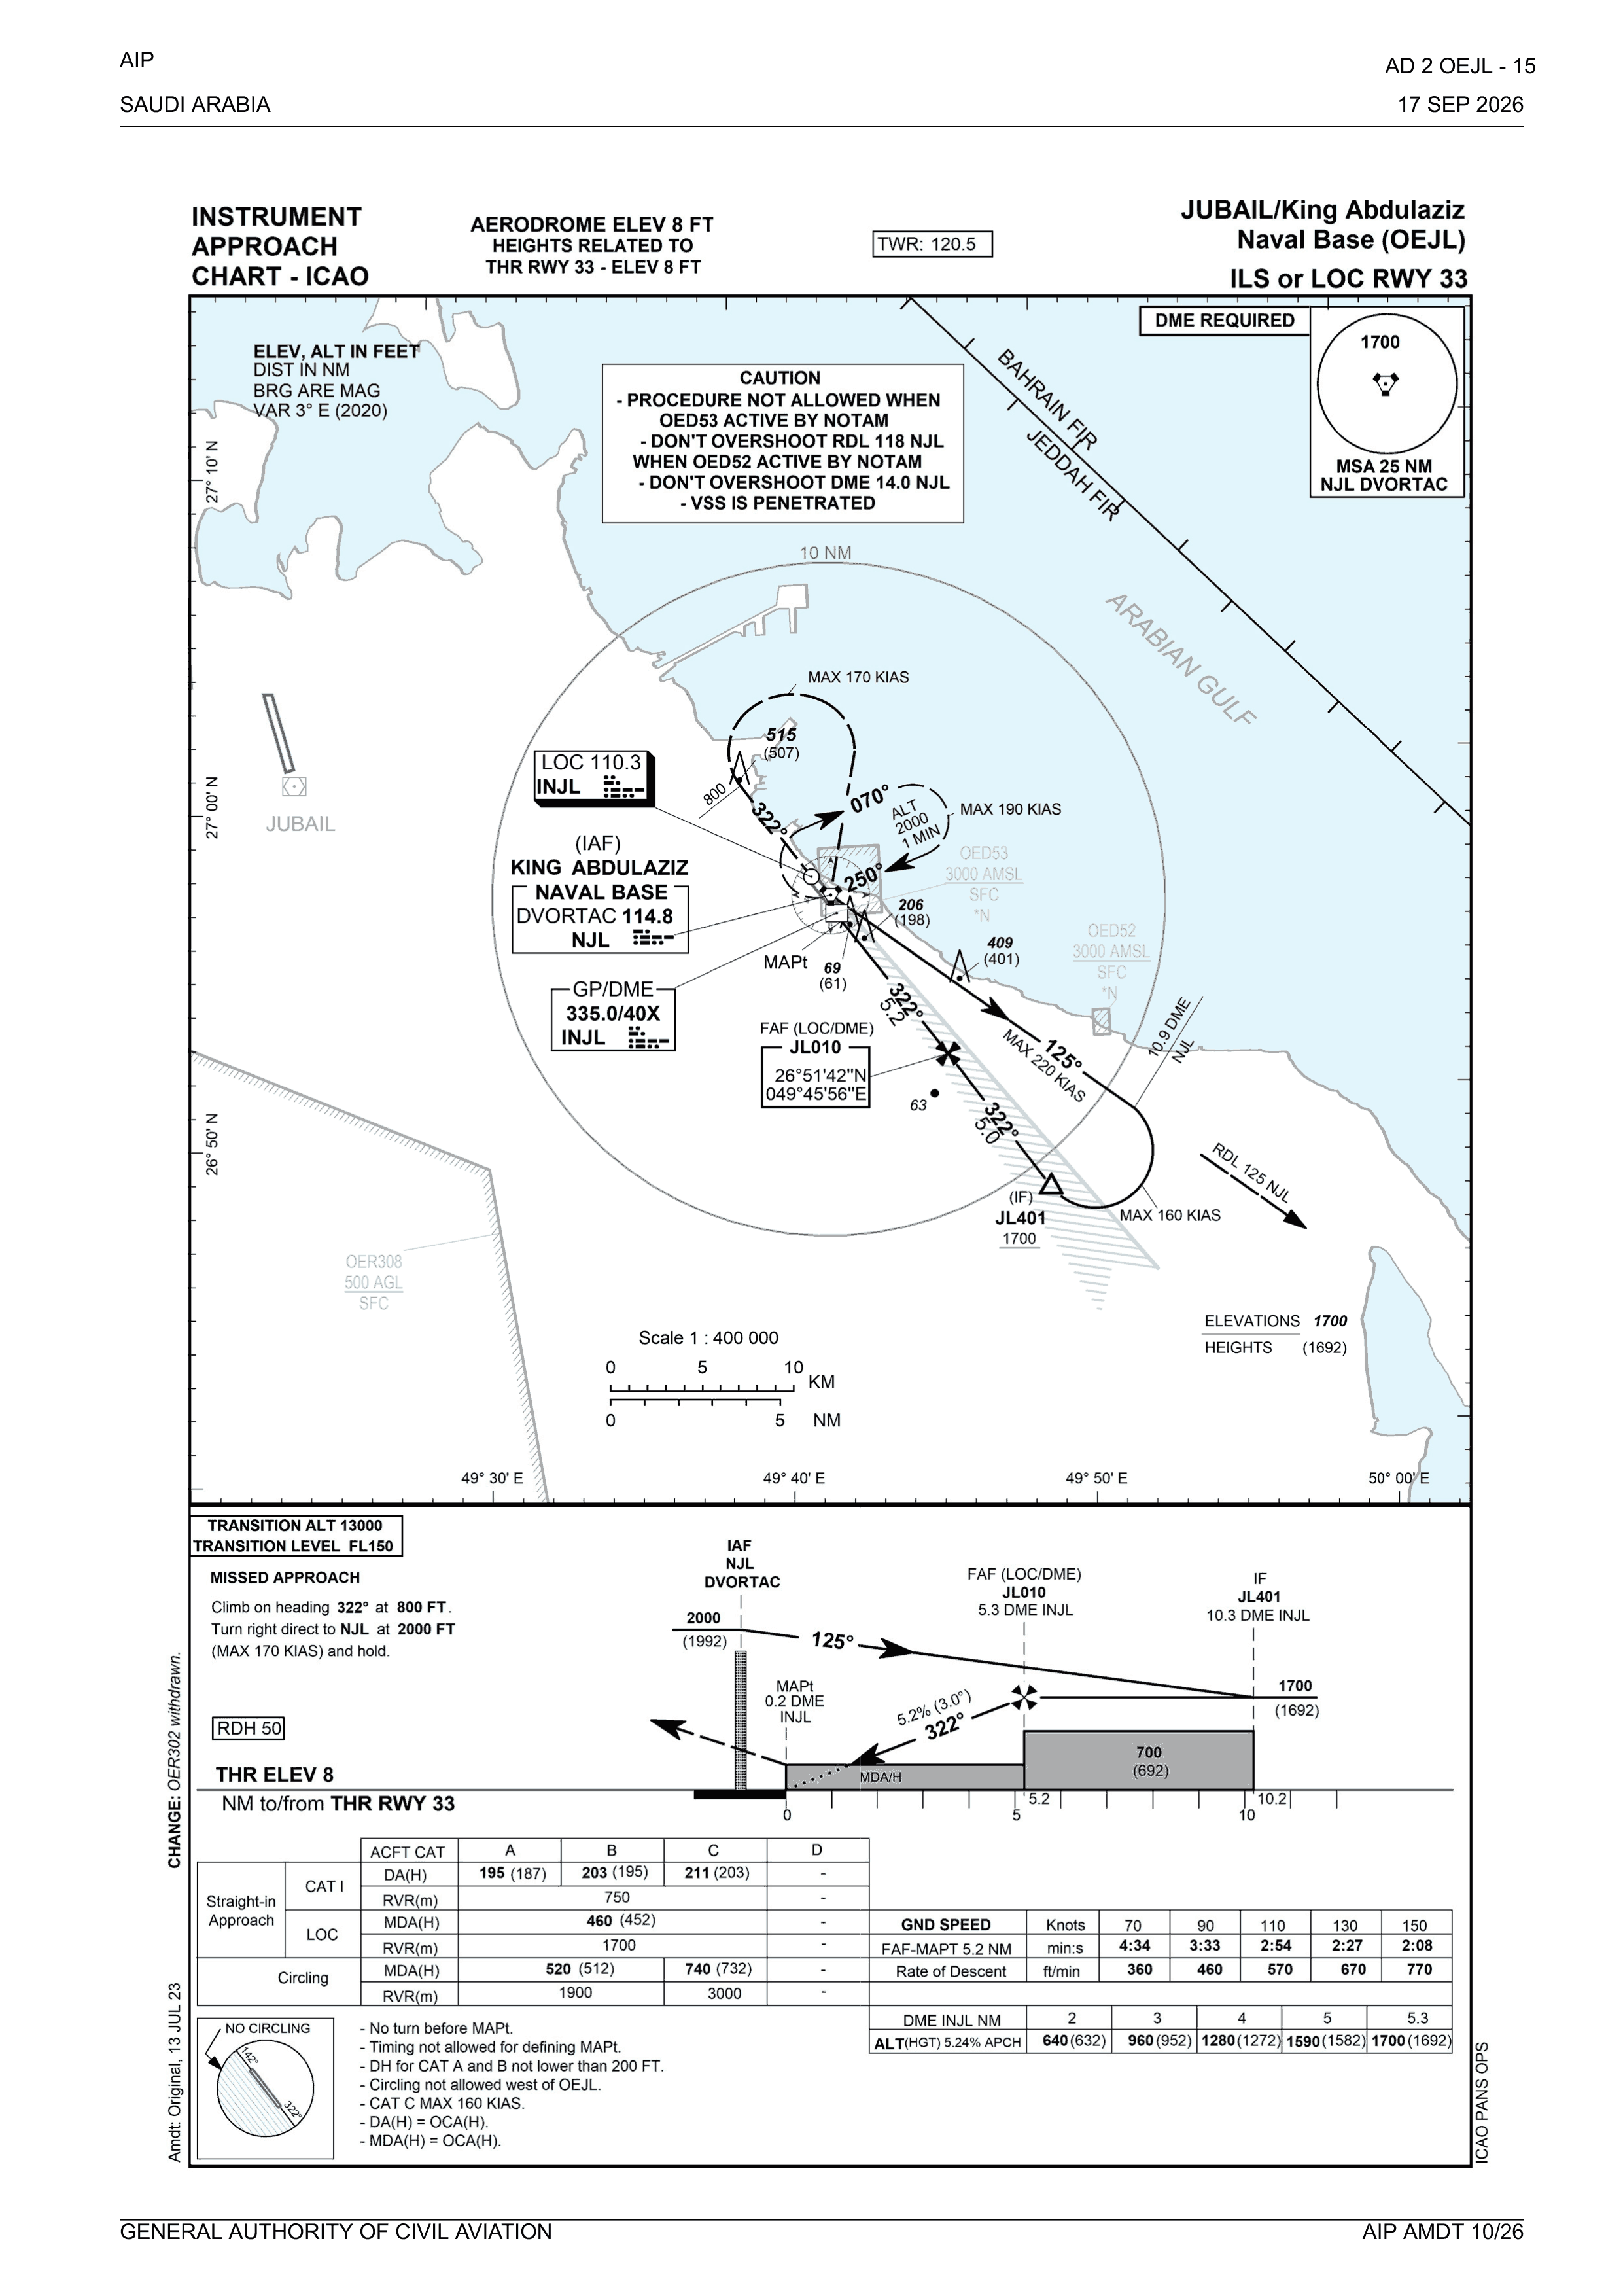 AIP
AD 2 OEJL - 15
SAUDI ARABIA
17 SEP 2026
INSTRUMENT
APPROACH
CHART - ICAO
AERODROME ELEV 8 FT
HEIGHTS RELATED TO
THR RWY 33 - ELEV 8 FT
TWR: 120.5
JUBAIL/King Abdulaziz
Naval Base (OEJL)
ILS or LOC RWY 33
ELEV, ALT IN FEET
DIST IN NM
BRG ARE MAG
VAR 3° E (2020)
CAUTION
- PROCEDURE NOT ALLOWED WHEN
OED53 ACTIVE BY NOTAM
- DON'T OVERSHOOT RDL 118 NJL
WHEN OED52 ACTIVE BY NOTAM
- DON'T OVERSHOOT DME 14.0 NJL
- VSS IS PENETRATED
DME REQUIRED
1700
MSA 25 NM
NJL DVORTAC
BAHRAIN FIR
JEDDAH FIR
ARABIAN GULF
27° 10' N
27° 00' N
26° 50' N
10 NM
MAX 170 KIAS
515
(507)
800
322°
LOC 110.3
INJL
070°
ALT
2000
1 MIN
MAX 190 KIAS
250°
JUBAIL
(IAF)
KING ABDULAZIZ
NAVAL BASE
DVORTAC 114.8
NJL
OED53
3000 AMSL
SFC
*N
206
(198)
409
(401)
OED52
3000 AMSL
SFC
*N
MAPt
69
(61)
GP/DME
335.0/40X
INJL
322°
5.2
FAF (LOC/DME)
JL010
26°51'42"N
049°45'56"E
63
125°
MAX 220 KIAS
10.9 DME
NJL
322°
5.0
(IF)
JL401
1700
MAX 160 KIAS
RDL 125 NJL
OER308
500 AGL
SFC
ELEVATIONS 1700
HEIGHTS (1692)
Scale 1 : 400 000
0 5 10
KM
0 5 NM
49° 30' E
49° 40' E
49° 50' E
50° 00' E
TRANSITION ALT 13000
TRANSITION LEVEL FL150
MISSED APPROACH
Climb on heading 322° at 800 FT.
Turn right direct to NJL at 2000 FT
(MAX 170 KIAS) and hold.
RDH 50
THR ELEV 8
NM to/from THR RWY 33
IAF
NJL
DVORTAC
2000
(1992)
125°
MAPt
0.2 DME
INJL
5.2% (3.0°)
322°
MDA/H
FAF (LOC/DME)
JL010
5.3 DME INJL
IF
JL401
10.3 DME INJL
1700
(1692)
700
(692)
0 5 5.2 10 10.2
ACFT CAT A B C D
Straight-in
Approach
CAT I
DA(H) 195 (187) 203 (195) 211 (203) -
RVR(m) 750 -
LOC
MDA(H) 460 (452) -
RVR(m) 1700 -
Circling
MDA(H) 520 (512) 740 (732) -
RVR(m) 1900 3000 -
GND SPEED Knots 70 90 110 130 150
FAF-MAPT 5.2 NM min:s 4:34 3:33 2:54 2:27 2:08
Rate of Descent ft/min 360 460 570 670 770
DME INJL NM 2 3 4 5 5.3
ALT(HGT) 5.24% APCH 640(632) 960(952) 1280(1272) 1590(1582) 1700(1692)
NO CIRCLING
142°
322°
- No turn before MAPt.
- Timing not allowed for defining MAPt.
- DH for CAT A and B not lower than 200 FT.
- Circling not allowed west of OEJL.
- CAT C MAX 160 KIAS.
- DA(H) = OCA(H).
- MDA(H) = OCA(H).
CHANGE: OER302 withdrawn.
Amdt: Original, 13 JUL 23
ICAO PANS OPS
GENERAL AUTHORITY OF CIVIL AVIATION
AIP AMDT 10/26